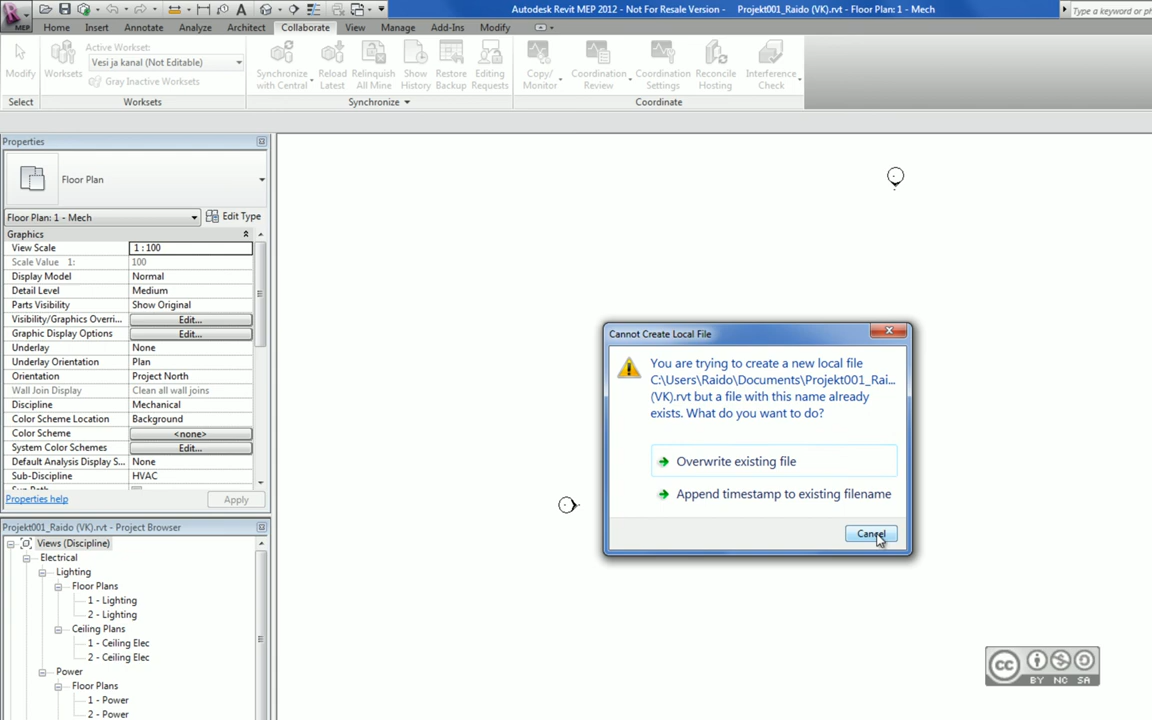 Autodesk Revit MEP 2012 - Not For Resale Version - Projekt001_Raido (VK).rvt - Floor Plan: 1 - Mech
Type a keyword or ph
MEP
Home Insert Annotate Analyze Architect Collaborate View Manage Add-Ins Modify
Modify
Worksets
Active Workset:
Vesi ja kanal (Not Editable)
Gray Inactive Worksets
Synchronize with Central
Reload Latest
Relinquish All Mine
Show History
Restore Backup
Editing Requests
Copy/ Monitor
Coordination Review
Coordination Settings
Reconcile Hosting
Interference Check
Select Worksets Synchronize Coordinate
Properties
Floor Plan
Floor Plan: 1 - Mech Edit Type
Graphics
View Scale 1 : 100
Scale Value 1: 100
Display Model Normal
Detail Level Medium
Parts Visibility Show Original
Visibility/Graphics Overri... Edit...
Graphic Display Options Edit...
Underlay None
Underlay Orientation Plan
Orientation Project North
Wall Join Display Clean all wall joins
Discipline Mechanical
Color Scheme Location Background
Color Scheme <none>
System Color Schemes Edit...
Default Analysis Display S... None
Sub-Discipline HVAC
Properties help Apply
Projekt001_Raido (VK).rvt - Project Browser
Views (Discipline)
Electrical
Lighting
Floor Plans
1 - Lighting
2 - Lighting
Ceiling Plans
1 - Ceiling Elec
2 - Ceiling Elec
Power
Floor Plans
1 - Power
2 - Power
Cannot Create Local File
You are trying to create a new local file
C:\Users\Raido\Documents\Projekt001_Rai...
(VK).rvt but a file with this name already
exists. What do you want to do?
Overwrite existing file
Append timestamp to existing filename
Cancel
cc
BY NC SA